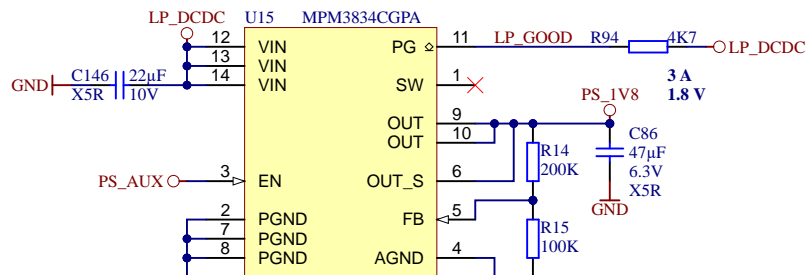 LP_DCDC
U15 MPM3834CGPA
12 VIN PG 11 LP_GOOD R94 4K7 LP_DCDC
13 VIN
GND C146 22µF 14 VIN SW 1 3 A
X5R 10V 1.8 V
PS_1V8
OUT 9
OUT 10 C86
R14 47µF
PS_AUX 3 EN OUT_S 6 200K 6.3V
X5R
GND
2 PGND FB 5
7 PGND R15
8 PGND AGND 4 100K